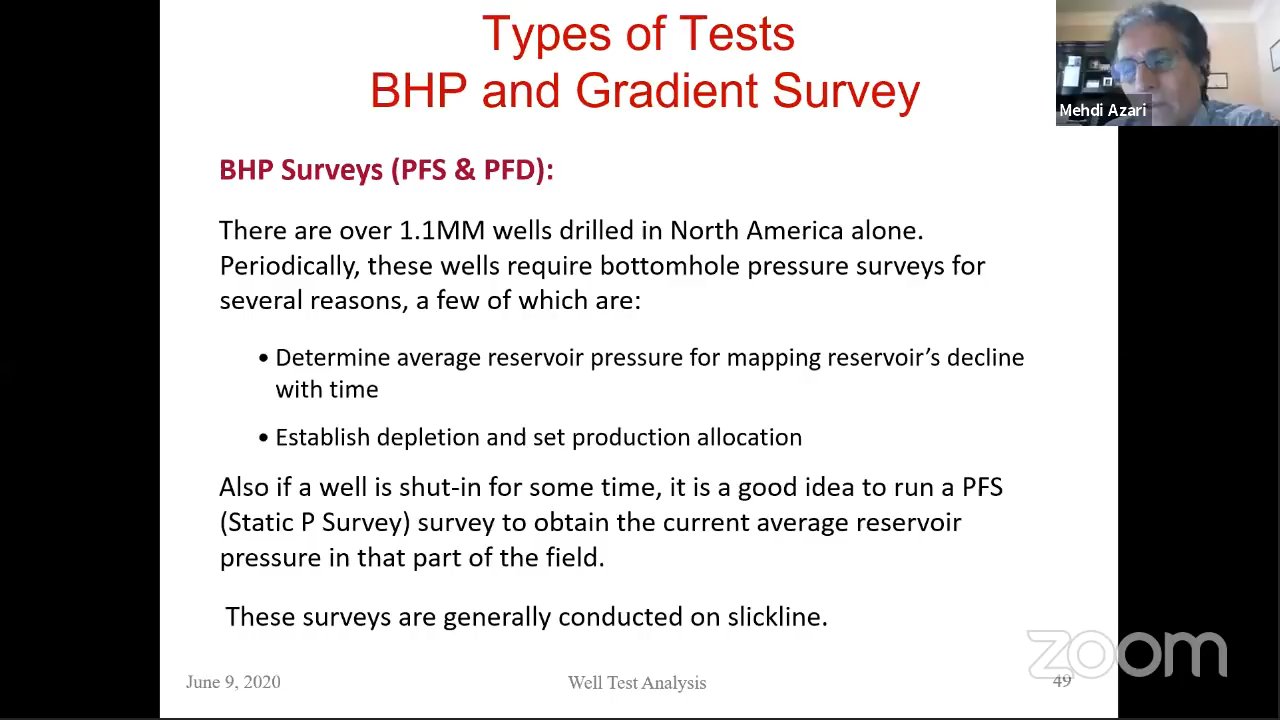 Types of Tests
BHP and Gradient Survey
Mehdi Azari
BHP Surveys (PFS & PFD):
There are over 1.1MM wells drilled in North America alone.
Periodically, these wells require bottomhole pressure surveys for
several reasons, a few of which are:
• Determine average reservoir pressure for mapping reservoir’s decline
with time
• Establish depletion and set production allocation
Also if a well is shut-in for some time, it is a good idea to run a PFS
(Static P Survey) survey to obtain the current average reservoir
pressure in that part of the field.
These surveys are generally conducted on slickline.
zoom
June 9, 2020
Well Test Analysis
49